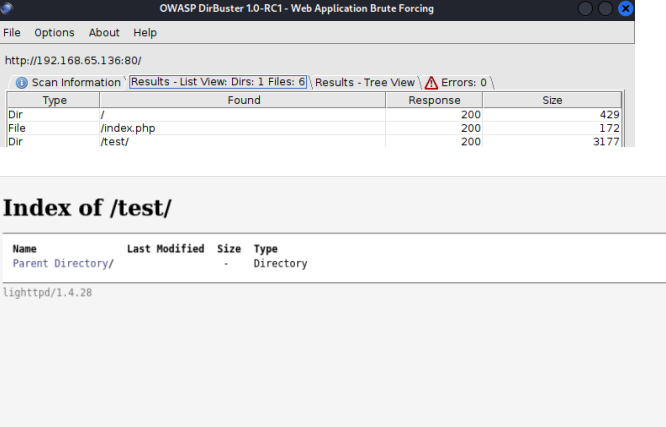 OWASP DirBuster 1.0-RC1 - Web Application Brute Forcing
File Options About Help
http://192.168.65.136:80/
Scan Information Results - List View: Dirs: 1 Files: 6 Results - Tree View Errors: 0
Type Found Response Size
Dir / 200 429
File /index.php 200 172
Dir /test/ 200 3177
Index of /test/
Name Last Modified Size Type
Parent Directory/ - Directory
lighttpd/1.4.28